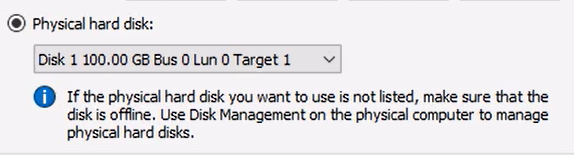 Physical hard disk:
Disk 1 100.00 GB Bus 0 Lun 0 Target 1
If the physical hard disk you want to use is not listed, make sure that the
disk is offline. Use Disk Management on the physical computer to manage
physical hard disks.